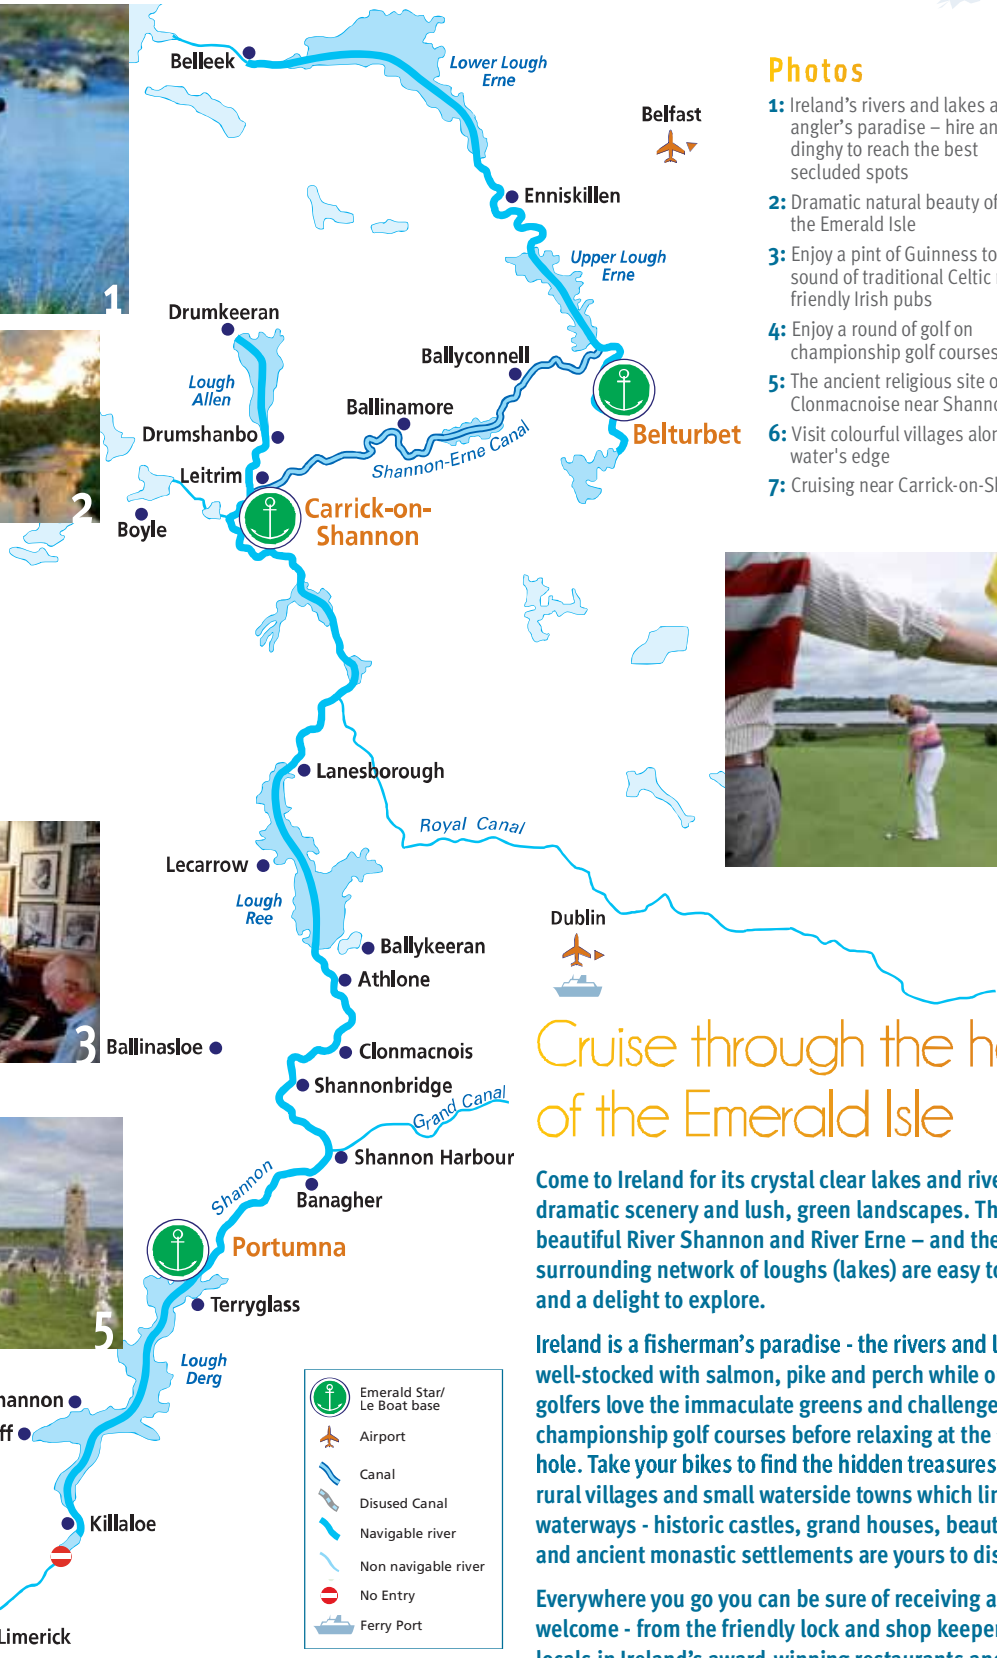 Belleek
Lower Lough
Erne
Belfast
Enniskillen
Upper Lough
Erne
1
Drumkeeran
Lough
Allen
Ballyconnell
Ballinamore
Drumshanbo
Shannon-Erne Canal
Belturbet
Leitrim
2
Boyle
Carrick-on-
Shannon
Lanesborough
Royal Canal
Lecarrow
Lough
Ree
Dublin
Ballykeeran
Athlone
3
Ballinasloe
Clonmacnois
Shannonbridge
Grand Canal
Shannon Harbour
Shannon
Banagher
Portumna
Terryglass
5
Lough
Derg
Killaloe
Limerick
Emerald Star/
Le Boat base
Airport
Canal
Disused Canal
Navigable river
Non navigable river
No Entry
Ferry Port
Photos
1: Ireland's rivers and lakes
angler's paradise – hire
dinghy to reach the best
secluded spots
2: Dramatic natural beauty of
the Emerald Isle
3: Enjoy a pint of Guinness to
sound of traditional Celtic
friendly Irish pubs
4: Enjoy a round of golf on
championship golf courses
5: The ancient religious site
Clonmacnoise near
6: Visit colourful villages
water's edge
7: Cruising near
Cruise through the
of the Emerald Isle
Come to Ireland for its crystal clear lakes and
dramatic scenery and lush, green landscapes.
beautiful River Shannon and River Erne – and the
surrounding network of loughs (lakes) are easy to
and a delight to explore.
Ireland is a fisherman's paradise - the rivers and
well-stocked with salmon, pike and perch while
golfers love the immaculate greens and
championship golf courses before relaxing at the
hole. Take your bikes to find the hidden treasures
rural villages and small waterside towns which
waterways - historic castles, grand houses,
and ancient monastic settlements are yours to
Everywhere you go you can be sure of receiving a
welcome - from the friendly lock and shop
locals in Ireland's award-winning restaurants